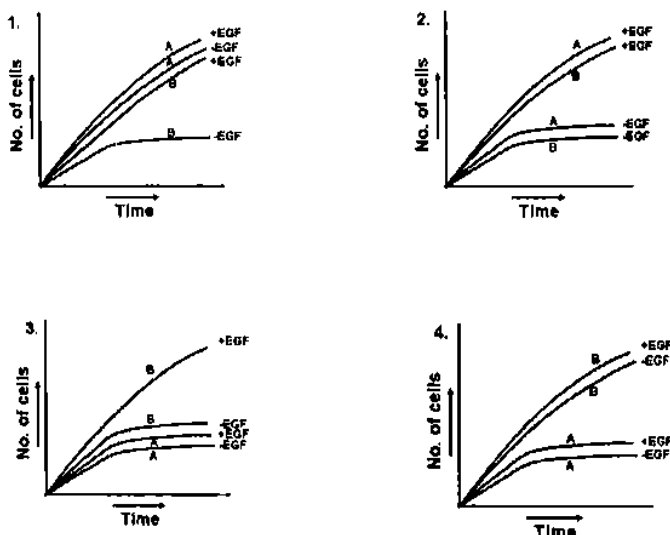 1.
+EGF
A
-EGF
A
+EGF
B
B
-EGF
No. of cells
Time
2.
+EGF
A
+EGF
B
A
-EGF
-EGF
B
No. of cells
Time
3.
+EGF
B
B
-EGF
+EGF
A
-EGF
A
No. of cells
Time
4.
+EGF
B
-EGF
B
A
+EGF
A
-EGF
No. of cells
Time